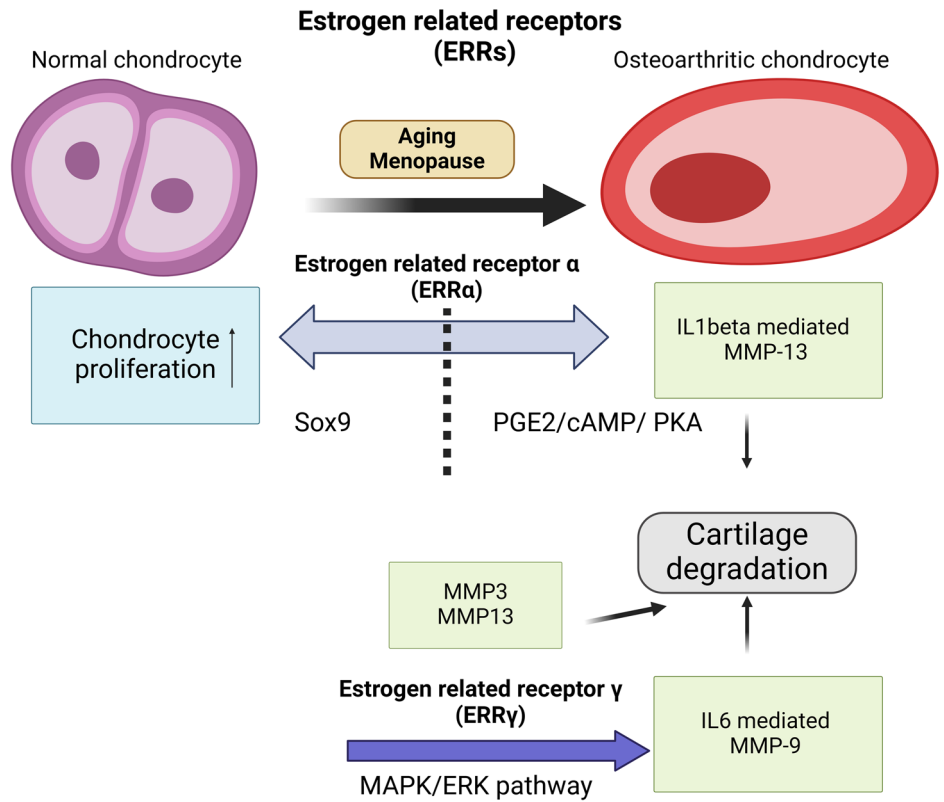 Estrogen related receptors
(ERRs)
Normal chondrocyte
Osteoarthritic chondrocyte
Aging
Menopause
Estrogen related receptor α
(ERRα)
Chondrocyte
proliferation
IL1beta mediated
MMP-13
Sox9
PGE2/cAMP/ PKA
Cartilage
degradation
MMP3
MMP13
Estrogen related receptor γ
(ERRγ)
IL6 mediated
MMP-9
MAPK/ERK pathway